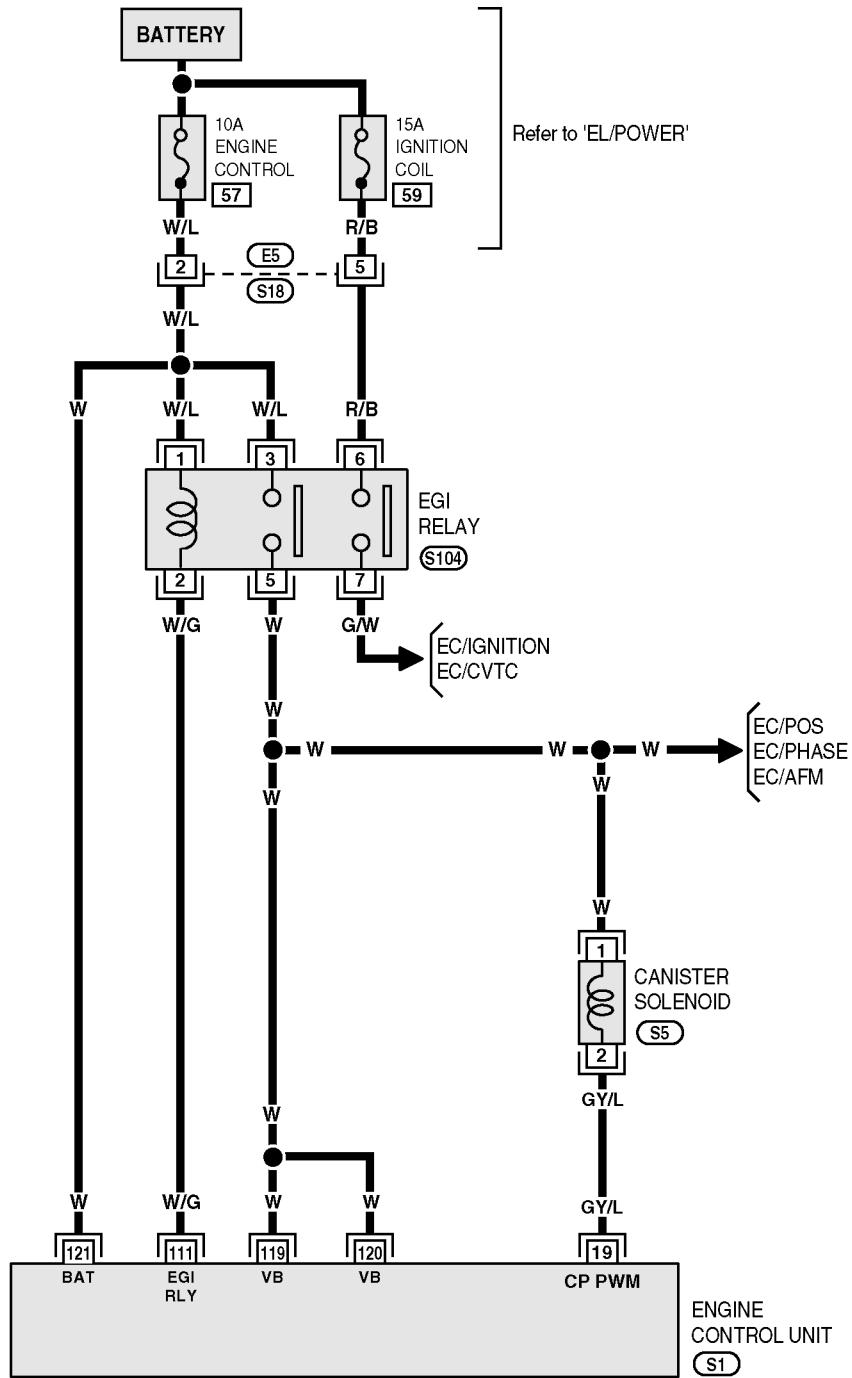 BATTERY
10A
ENGINE
CONTROL
57
15A
IGNITION
COIL
59
Refer to 'EL/POWER'
W/L
R/B
2
E5
5
S18
W/L
W
W/L
W/L
R/B
1
3
6
EGI
RELAY
S104
2
5
7
W/G
W
G/W
EC/IGNITION
EC/CVTC
W
W
W
W
EC/POS
EC/PHASE
EC/AFM
W
W
W
1
CANISTER
SOLENOID
S5
2
GY/L
W
W
W/G
W
W
GY/L
121
111
119
120
19
BAT
EGI
RLY
VB
VB
CP PWM
ENGINE
CONTROL UNIT
S1